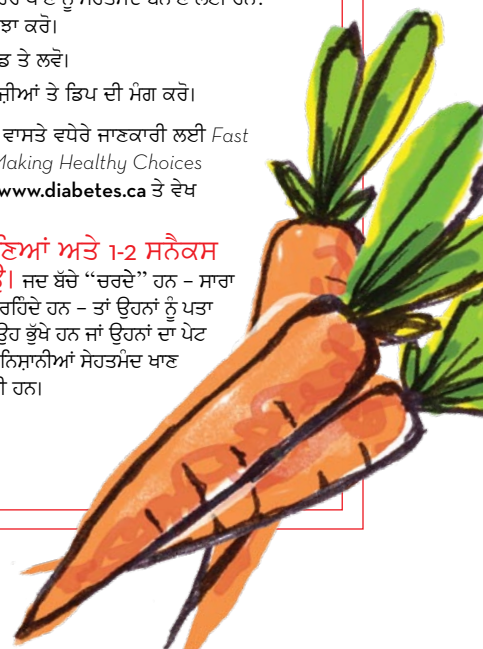 ਝਾ ਕਰੋ।
ਡ ਤੇ ਲਵੋ।
ਜ਼ੀਆਂ ਤੇ ਡਿਪ ਦੀ ਮੰਗ ਕਰੋ।
ਵਾਸਤੇ ਵਧੇਰੇ ਜਾਣਕਾਰੀ ਲਈ Fast
Making Healthy Choices
www.diabetes.ca ਤੇ ਵੇਖ
ਣਿਆਂ ਅਤੇ 1-2 ਸਨੈਕਸ
ਜਦ ਬੱਚੇ “ਚਰਦੇ” ਹਨ – ਸਾਰਾ
ਰਹਿੰਦੇ ਹਨ – ਤਾਂ ਉਹਨਾਂ ਨੂੰ ਪਤਾ
ਉਹ ਭੁੱਖੇ ਹਨ ਜਾਂ ਉਹਨਾਂ ਦਾ ਪੇਟ
ਨਿਸ਼ਾਨੀਆਂ ਸੇਹਤਮੰਦ ਖਾਣ
ੀ ਹਨ।